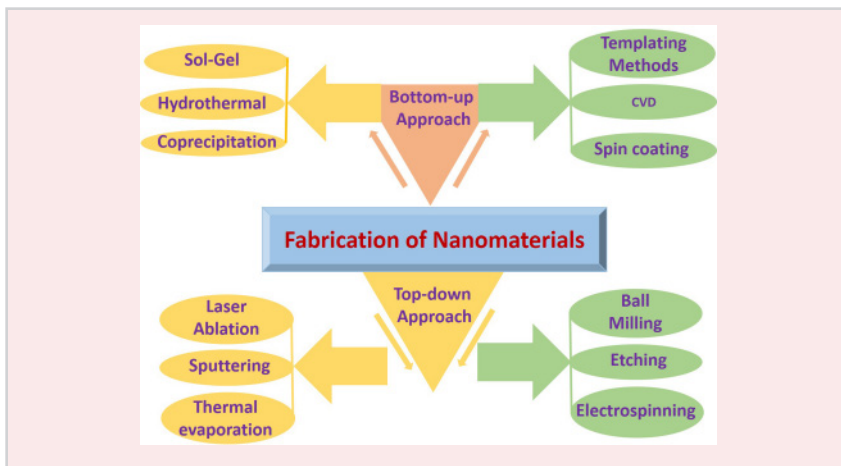 Sol-Gel
Hydrothermal
Coprecipitation
Bottom-up
Approach
Templating
Methods
CVD
Spin coating
Fabrication of Nanomaterials
Laser
Ablation
Sputtering
Thermal
evaporation
Top-down
Approach
Ball
Milling
Etching
Electrospinning